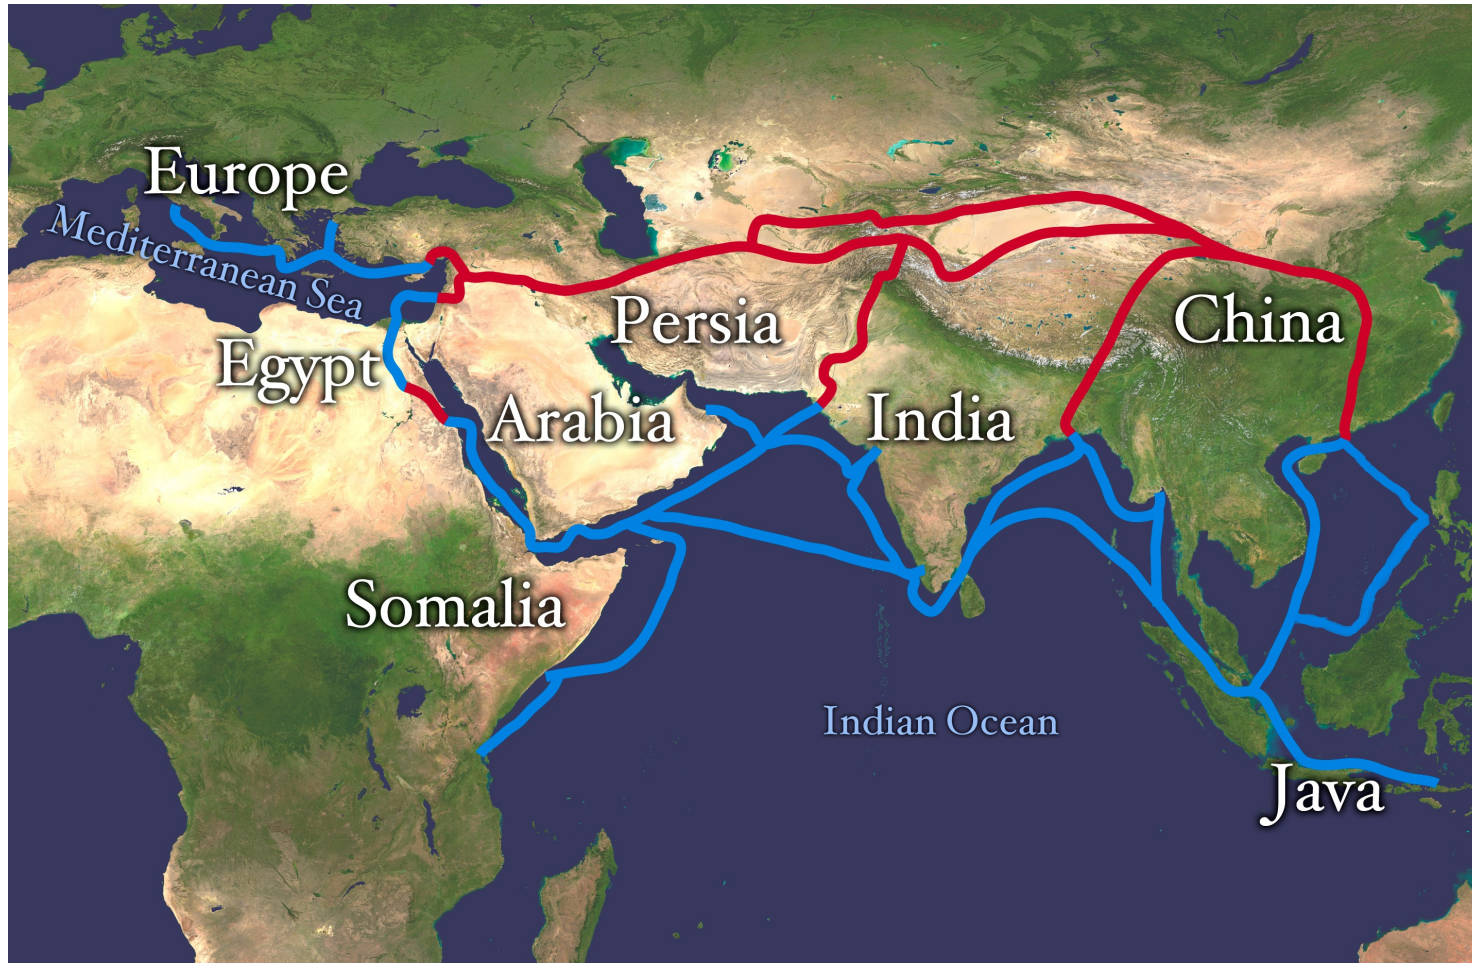 Europe
Mediterranean Sea
Egypt
Persia
China
Arabia
India
Somalia
Indian Ocean
Java